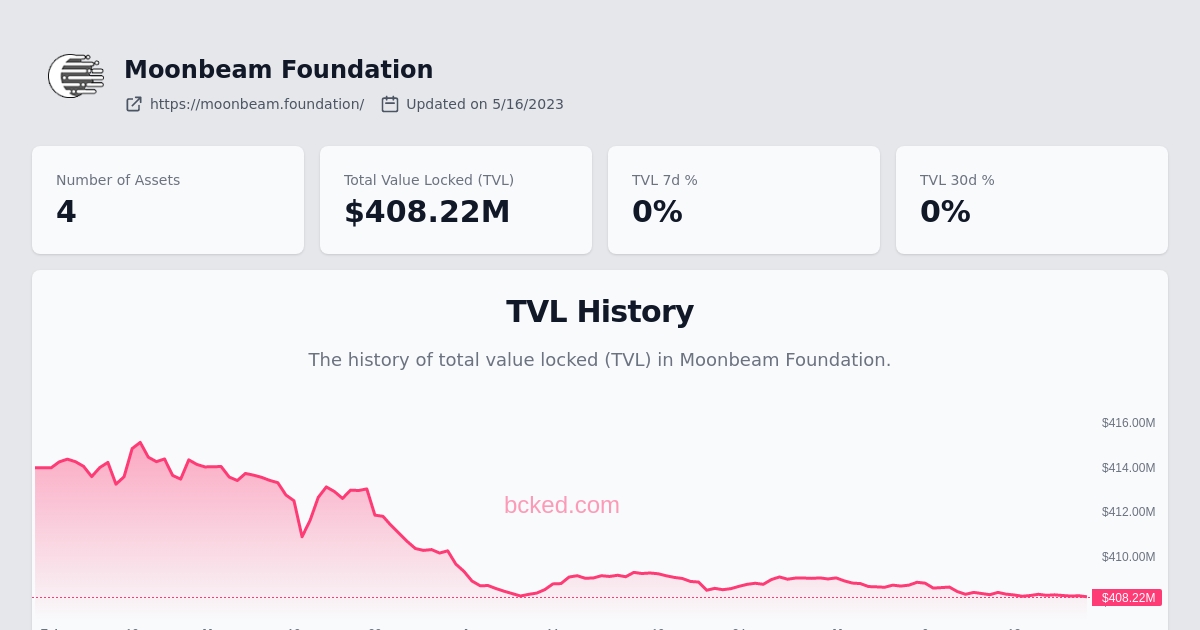 Moonbeam Foundation
https://moonbeam.foundation/ Updated on 5/16/2023
Number of Assets
4
Total Value Locked (TVL)
$408.22M
TVL 7d %
0%
TVL 30d %
0%
TVL History
The history of total value locked (TVL) in Moonbeam Foundation.
$416.00M
$414.00M
bcked.com
$412.00M
$410.00M
$408.22M